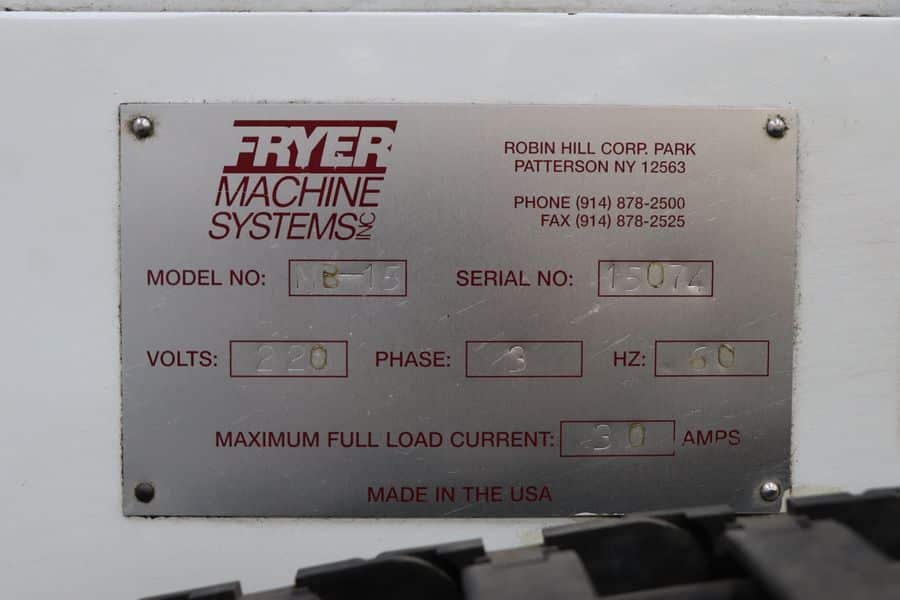 FRYER
MACHINE
SYSTEMS INC
ROBIN HILL CORP. PARK
PATTERSON NY 12563
PHONE (914) 878-2500
FAX (914) 878-2525
MODEL NO: MB-15 SERIAL NO: 15074
VOLTS: 220 PHASE: 3 HZ: 60
MAXIMUM FULL LOAD CURRENT: 30 AMPS
MADE IN THE USA